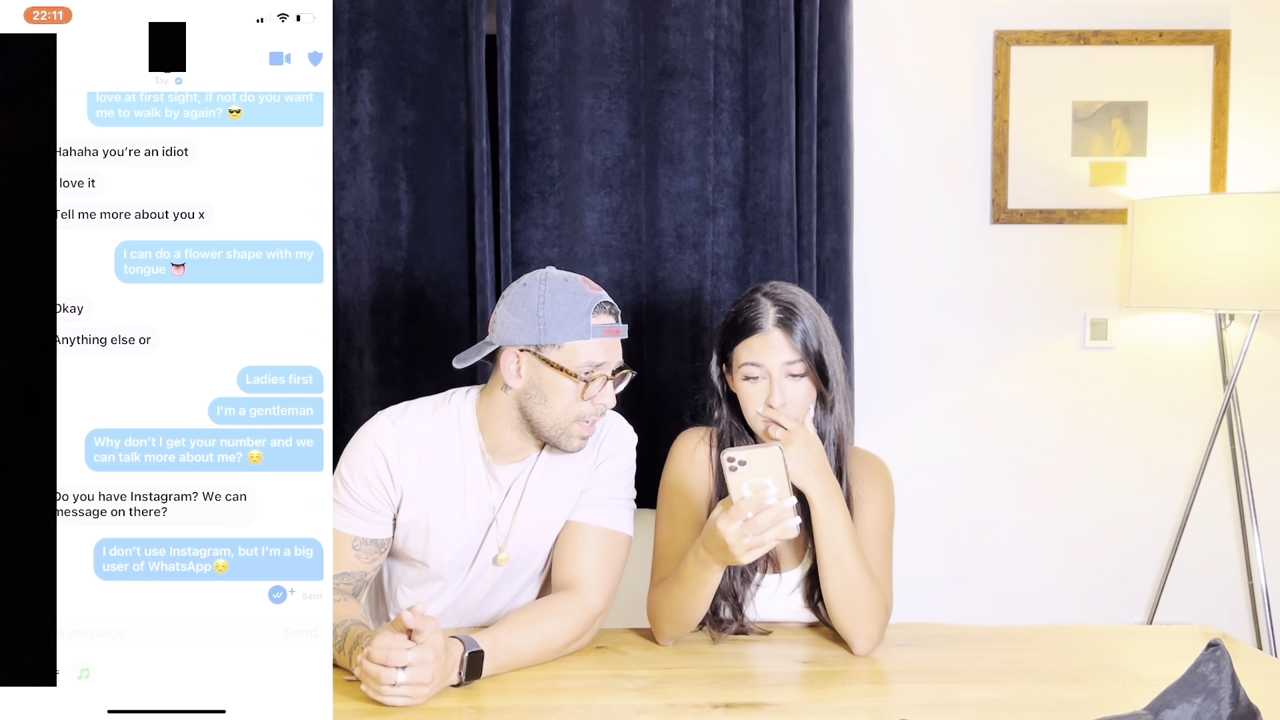 22:11
love at first sight, if not do you want
me to walk by again? 😎
Hahaha you're an idiot
love it
Tell me more about you x
I can do a flower shape with my
tongue 👅
Okay
Anything else or
Ladies first
I'm a gentleman
Why don't I get your number and we
can talk more about me? ☺️
Do you have Instagram? We can
message on there?
I don't use Instagram, but I'm a big
user of WhatsApp☺️
Sent
message
Send